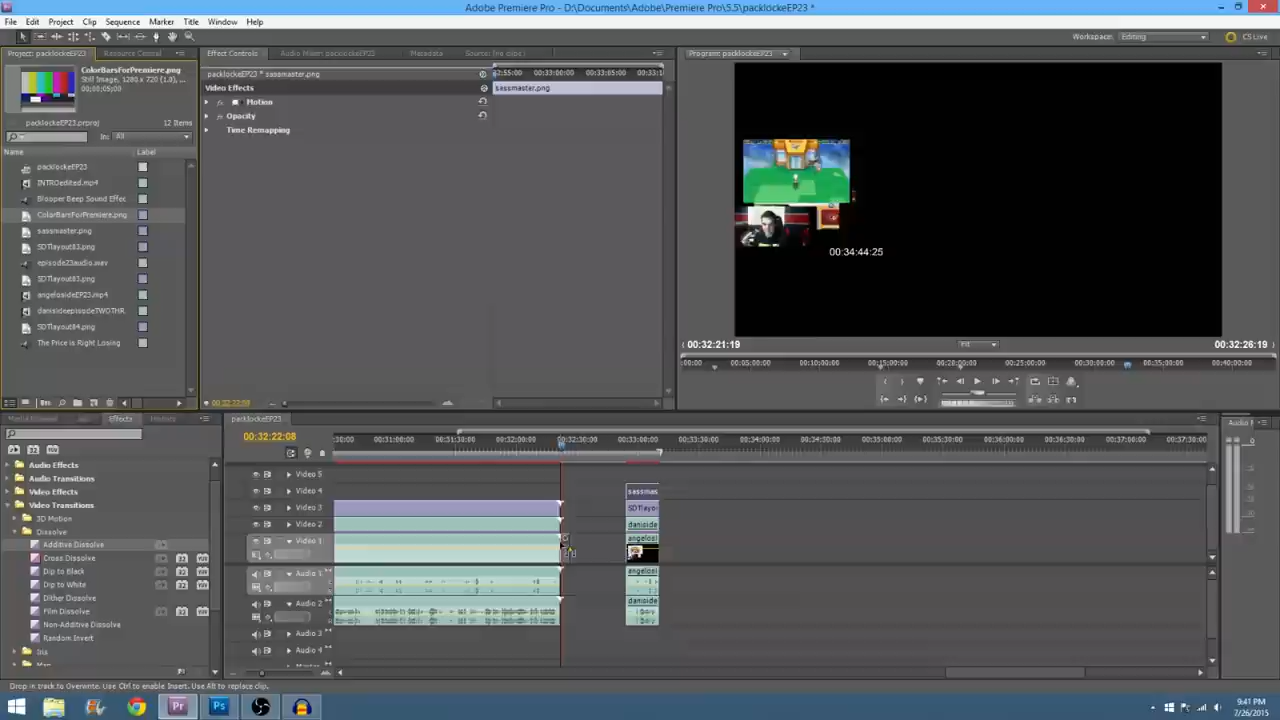 Adobe Premiere Pro - D:\Documents\Adobe\Premiere Pro\5.5\packlockeEP23 *
File Edit Project Clip Sequence Marker Title Window Help
Workspace: Editing CS Live
Project: packlockeEP23 Resource Central Effect Controls Audio Mixer: packlockeEP23 Metadata Source: (no clips) Program: packlockeEP23
ColorBarsForPremiere.png
Still Image, 1280 x 720 (1.0), ...
00;00;05;00
packlockeEP23 * sassmaster.png
32:55:00 00:33:00:00 00:33:05:00 00:33:1
Video Effects
sassmaster.png
Motion
Opacity
Time Remapping
packlockeEP23.prproj
12 Items
In: All
Name Label
packlockeEP23
INTROedited.mp4
Blooper Beep Sound Effec
ColorBarsForPremiere.png
sassmaster.png
SDTlayout83.png
episode23audio.wav
SDTlayout83.png
angelosideEP23.mp4
danisideepisodeTWOTHR
SDTlayout84.png
The Price is Right Losing
00:34:44:25
00:32:21:19
Fit
00:32:26:19
00:00 00:05:00:00 00:10:00:00 00:15:00:00 00:20:00:00 00:25:00:00 00:30:00:00 00:35:00:00 00:40:00:00
00:32:22:08
Effects History
packlockeEP23
Audio
00:32:22:08
30:00 00:31:00:00 00:31:30:00 00:32:00:00 00:32:30:00 00:33:00:00 00:33:30:00 00:34:00:00 00:34:30:00 00:35:00:00 00:35:30:00 00:36:00:00 00:36:30:00 00:37:00:00 00:37:30:00
Audio Effects
Audio Transitions
Video Effects
Video Transitions
3D Motion
Dissolve
Additive Dissolve
Cross Dissolve
Dip to Black
Dip to White
Dither Dissolve
Film Dissolve
Non-Additive Dissolve
Random Invert
Iris
Map
Video 5
Video 4 sassmas
Video 3 SDTlayo
Video 2 daniside
Video 1 angelosi
Audio 1 angelosi
Audio 2 daniside
Audio 3
Audio 4
Drop in track to Overwrite. Use Ctrl to enable Insert. Use Alt to replace clip.
9:41 PM
7/26/2015